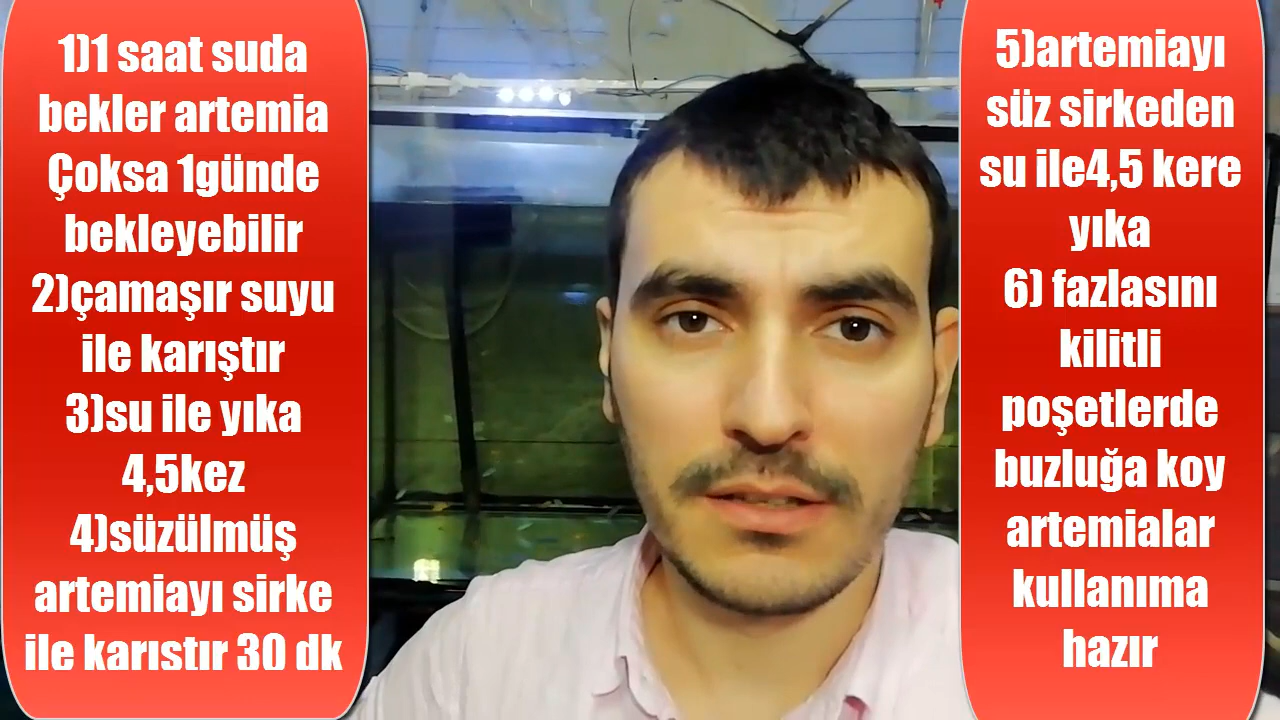 1)1 saat suda
bekler artemia
Çoksa 1günde
bekleyebilir
2)çamaşır suyu
ile karıştır
3)su ile yıka
4,5kez
4)süzülmüş
artemiayı sirke
ile karıstır 30 dk
5)artemiayı
süz sirkeden
su ile4,5 kere
yıka
6) fazlasını
kilitli
poşetlerde
buzluğa koy
artemialar
kullanıma
hazır